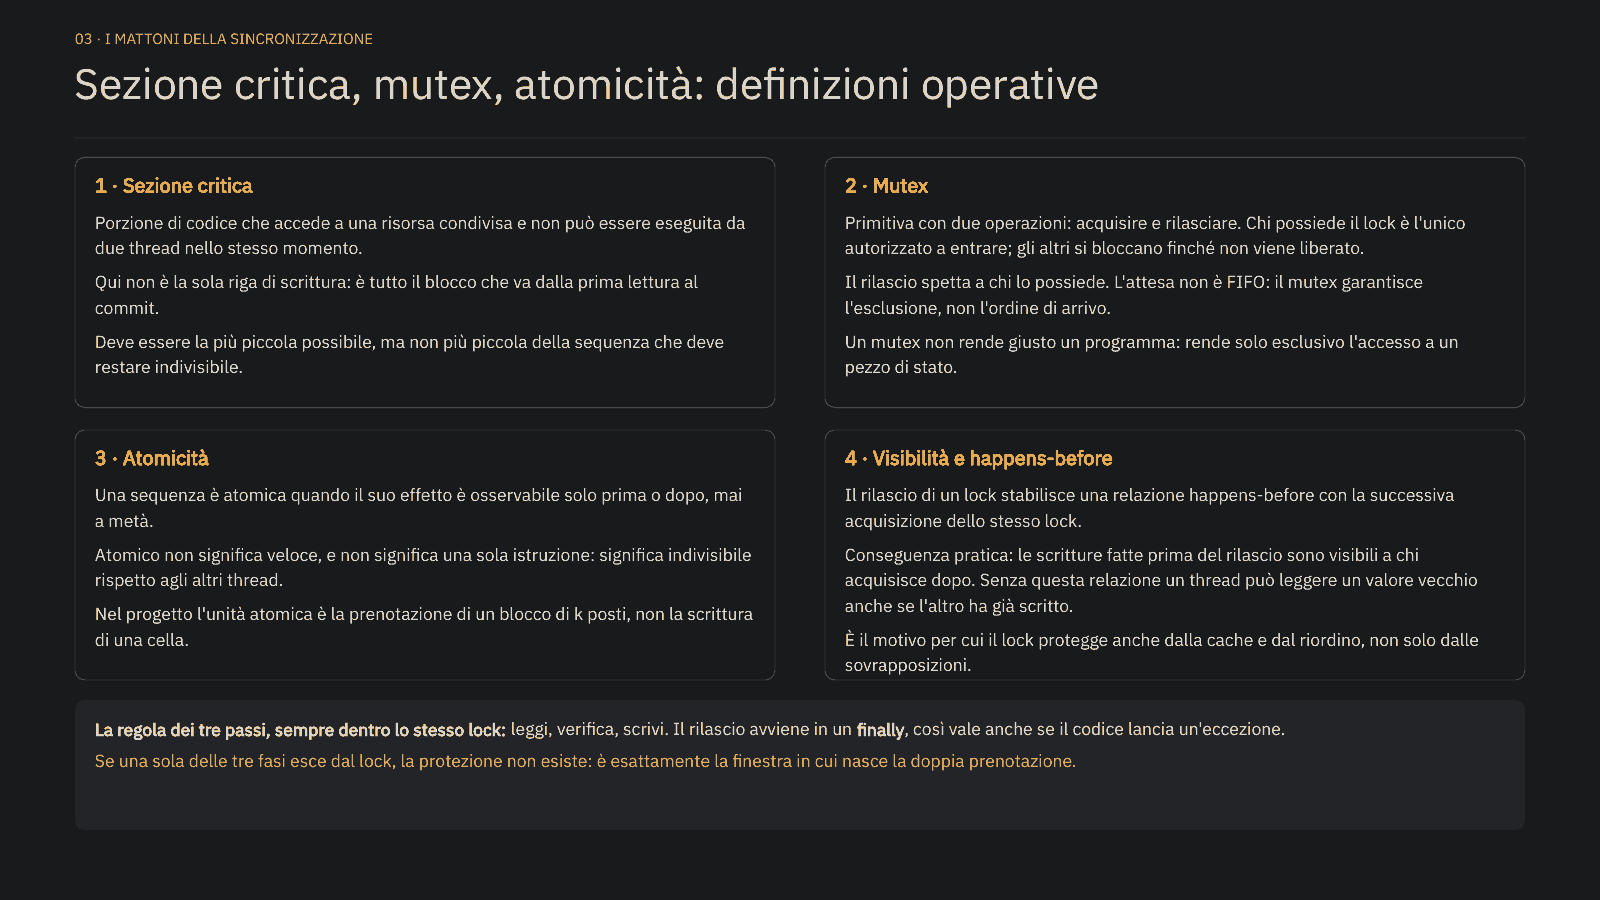 03 · I MATTONI DELLA SINCRONIZZAZIONE
Sezione critica, mutex, atomicità: definizioni operative
1 · Sezione critica
Porzione di codice che accede a una risorsa condivisa e non può essere eseguita da
due thread nello stesso momento.
Qui non è la sola riga di scrittura: è tutto il blocco che va dalla prima lettura al
commit.
Deve essere la più piccola possibile, ma non più piccola della sequenza che deve
restare indivisibile.
2 · Mutex
Primitiva con due operazioni: acquisire e rilasciare. Chi possiede il lock è l'unico
autorizzato a entrare; gli altri si bloccano finché non viene liberato.
Il rilascio spetta a chi lo possiede. L'attesa non è FIFO: il mutex garantisce
l'esclusione, non l'ordine di arrivo.
Un mutex non rende giusto un programma: rende solo esclusivo l'accesso a un
pezzo di stato.
3 · Atomicità
Una sequenza è atomica quando il suo effetto è osservabile solo prima o dopo, mai
a metà.
Atomico non significa veloce, e non significa una sola istruzione: significa indivisibile
rispetto agli altri thread.
Nel progetto l'unità atomica è la prenotazione di un blocco di k posti, non la scrittura
di una cella.
4 · Visibilità e happens-before
Il rilascio di un lock stabilisce una relazione happens-before con la successiva
acquisizione dello stesso lock.
Conseguenza pratica: le scritture fatte prima del rilascio sono visibili a chi
acquisisce dopo. Senza questa relazione un thread può leggere un valore vecchio
anche se l'altro ha già scritto.
È il motivo per cui il lock protegge anche dalla cache e dal riordino, non solo dalle
sovrapposizioni.
La regola dei tre passi, sempre dentro lo stesso lock: leggi, verifica, scrivi. Il rilascio avviene in un finally, così vale anche se il codice lancia un'eccezione.
Se una sola delle tre fasi esce dal lock, la protezione non esiste: è esattamente la finestra in cui nasce la doppia prenotazione.